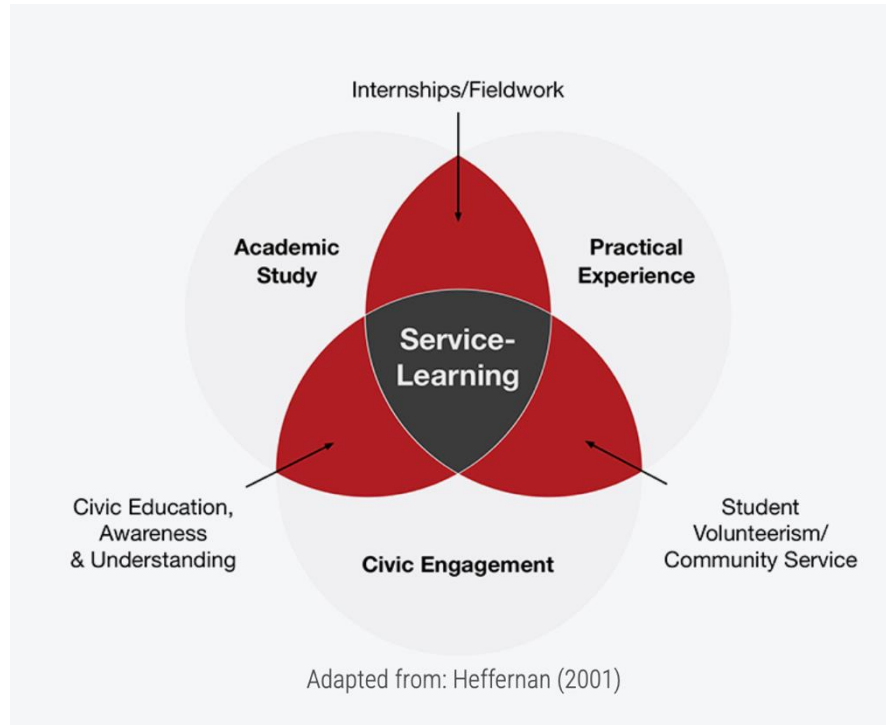 Internships/Fieldwork
Academic
Study
Practical
Experience
Service-
Learning
Civic Education,
Awareness
& Understanding
Civic Engagement
Student
Volunteerism/
Community Service
Adapted from: Heffernan (2001)